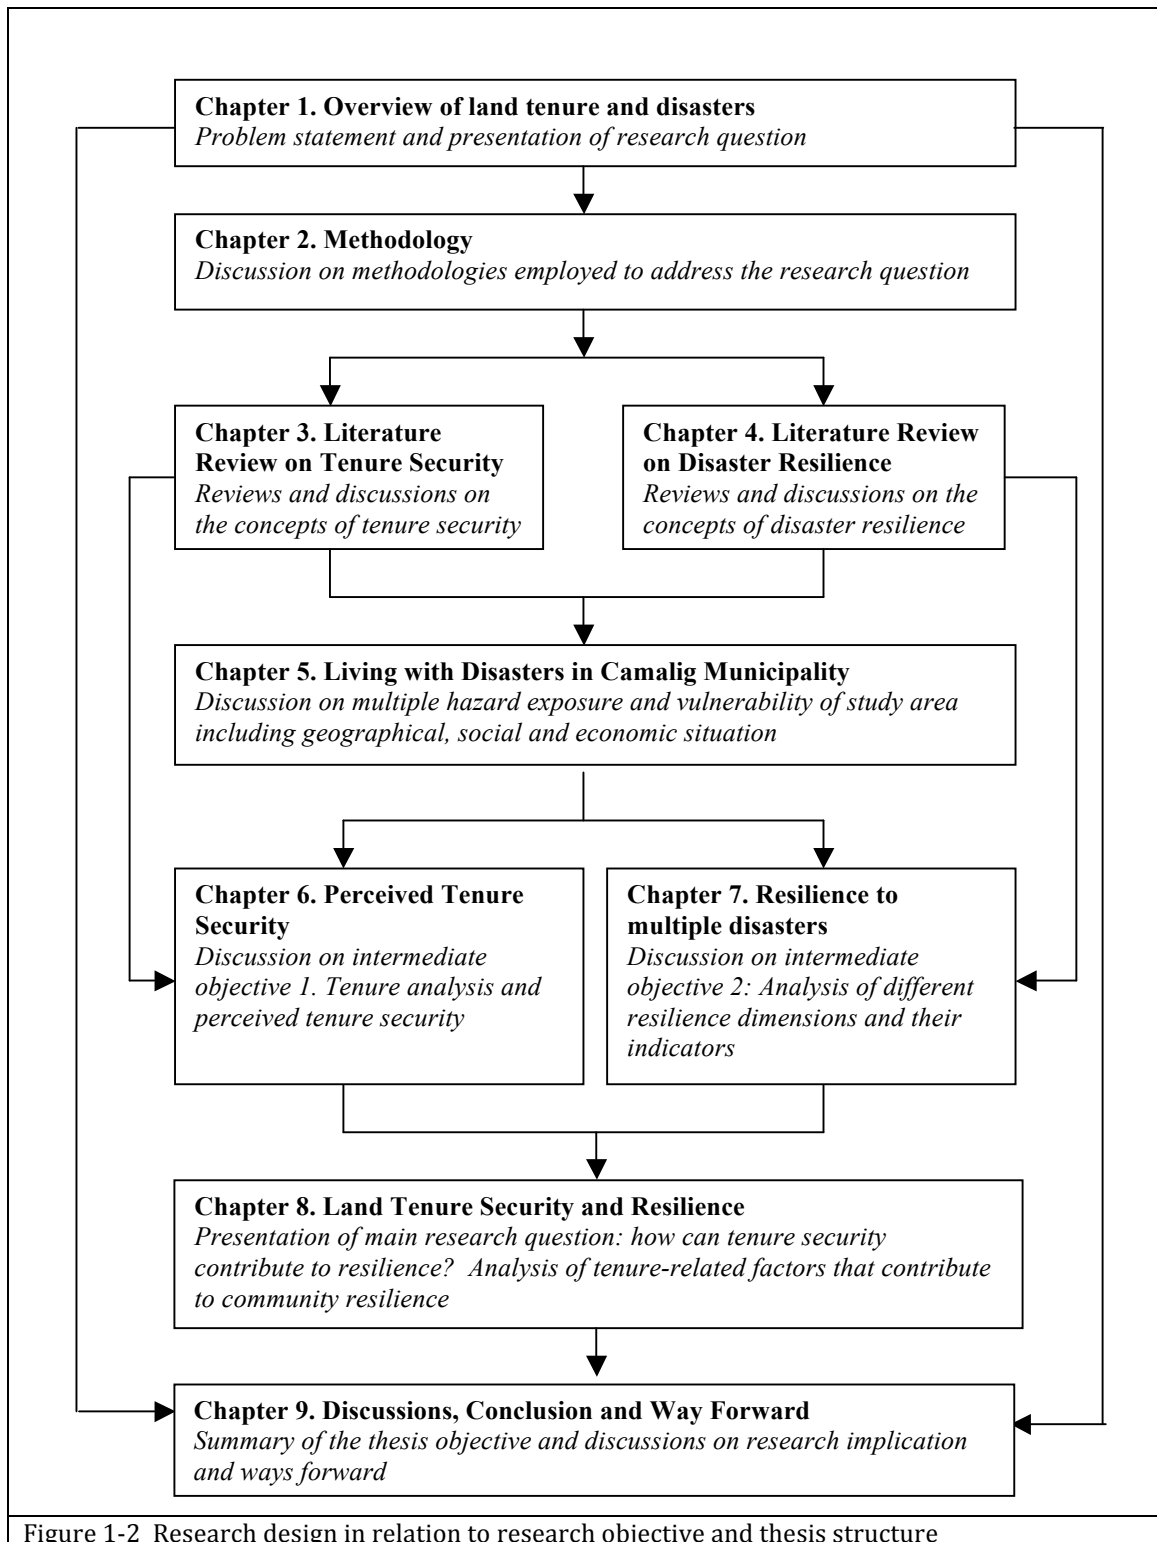 Chapter 1. Overview of land tenure and disasters
Problem statement and presentation of research question
Chapter 2. Methodology
Discussion on methodologies employed to address the research question
Chapter 3. Literature
Review on Tenure Security
Reviews and discussions on
the concepts of tenure security
Chapter 4. Literature Review
on Disaster Resilience
Reviews and discussions on the
concepts of disaster resilience
Chapter 5. Living with Disasters in Camalig Municipality
Discussion on multiple hazard exposure and vulnerability of study area
including geographical, social and economic situation
Chapter 6. Perceived Tenure
Security
Discussion on intermediate
objective 1. Tenure analysis and
perceived tenure security
Chapter 7. Resilience to
multiple disasters
Discussion on intermediate
objective 2: Analysis of different
resilience dimensions and their
indicators
Chapter 8. Land Tenure Security and Resilience
Presentation of main research question: how can tenure security
contribute to resilience?  Analysis of tenure-related factors that contribute
to community resilience
Chapter 9. Discussions, Conclusion and Way Forward
Summary of the thesis objective and discussions on research implication
and ways forward
Figure 1-2  Research design in relation to research objective and thesis structure